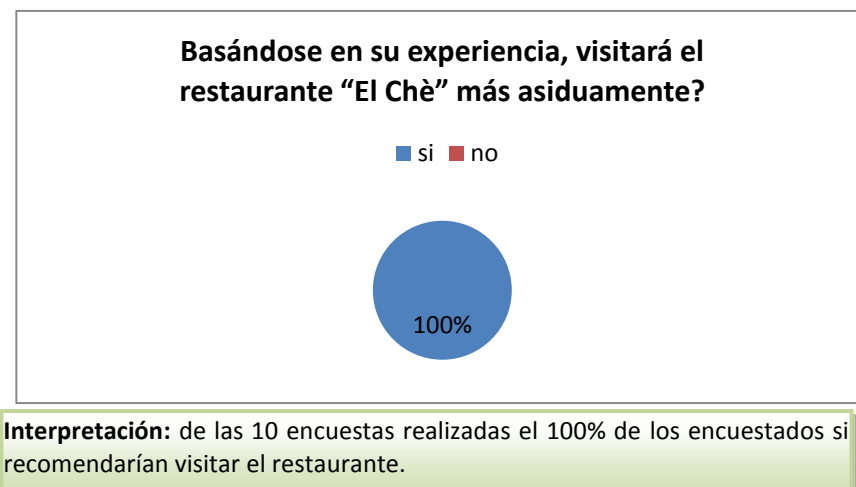 Basándose en su experiencia, visitará el
restaurante “El Chè” más asiduamente?
si no
100%
Interpretación: de las 10 encuestas realizadas el 100% de los encuestados si
recomendarían visitar el restaurante.